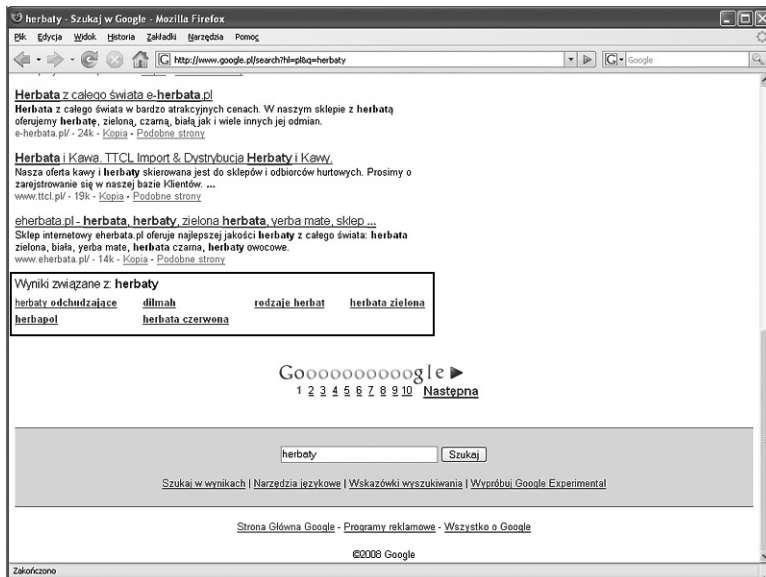 herbaty - Szukaj w Google - Mozilla Firefox
Plik Edycja Widok Historia Zakładki Narzędzia Pomoc
http://www.google.pl/search?hl=pl&q=herbaty
G Google
Herbata z całego świata e-herbata.pl
Herbata z całego świata w bardzo atrakcyjnych cenach. W naszym sklepie z herbatą
oferujemy herbatę, zieloną, czarną, białą jak i wiele innych jej odmian.
e-herbata.pl/ - 24k - Kopia - Podobne strony
Herbata i Kawa. TTCL Import & Dystrybucja Herbaty i Kawy.
Nasza oferta kawy i herbaty skierowana jest do sklepów i odbiorców hurtowych. Prosimy o
zarejstrowanie się w naszej bazie Klientów. ...
www.ttcl.pl/ - 19k - Kopia - Podobne strony
eherbata.pl - herbata, herbaty, zielona herbata, yerba mate, sklep ...
Sklep internetowy eherbata.pl oferuje najlepszej jakości herbaty z całego świata: herbata
zielona, biała, yerba mate, herbata czarna, herbaty owocowe.
www.eherbata.pl/ - 14k - Kopia - Podobne strony
Wyniki związane z: herbaty
herbaty odchudzające dilmah rodzaje herbat herbata zielona
herbapol herbata czerwona
Goooooooooogle
1 2 3 4 5 6 7 8 9 10 Następna
herbaty Szukaj
Szukaj w wynikach | Narzędzia językowe | Wskazówki wyszukiwania | Wypróbuj Google Experimental
Strona Główna Google - Programy reklamowe - Wszystko o Google
©2008 Google
Zakończono